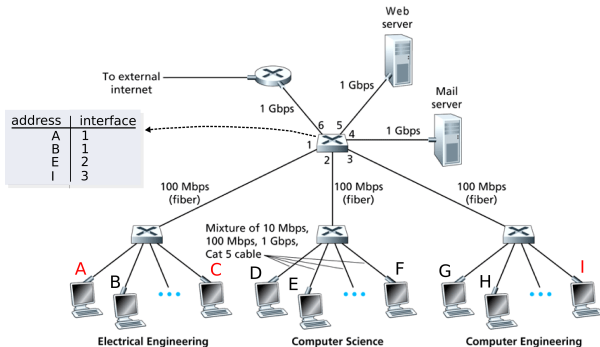 Web
server
To external
internet
1 Gbps
1 Gbps
Mail
server
1 Gbps
address interface
A 1
B 1
E 2
I 3
6 5
4
1
2 3
100 Mbps
(fiber)
100 Mbps
(fiber)
100 Mbps
(fiber)
Mixture of 10 Mbps,
100 Mbps, 1 Gbps,
Cat 5 cable
A B C
D E F
G H I
Electrical Engineering
Computer Science
Computer Engineering